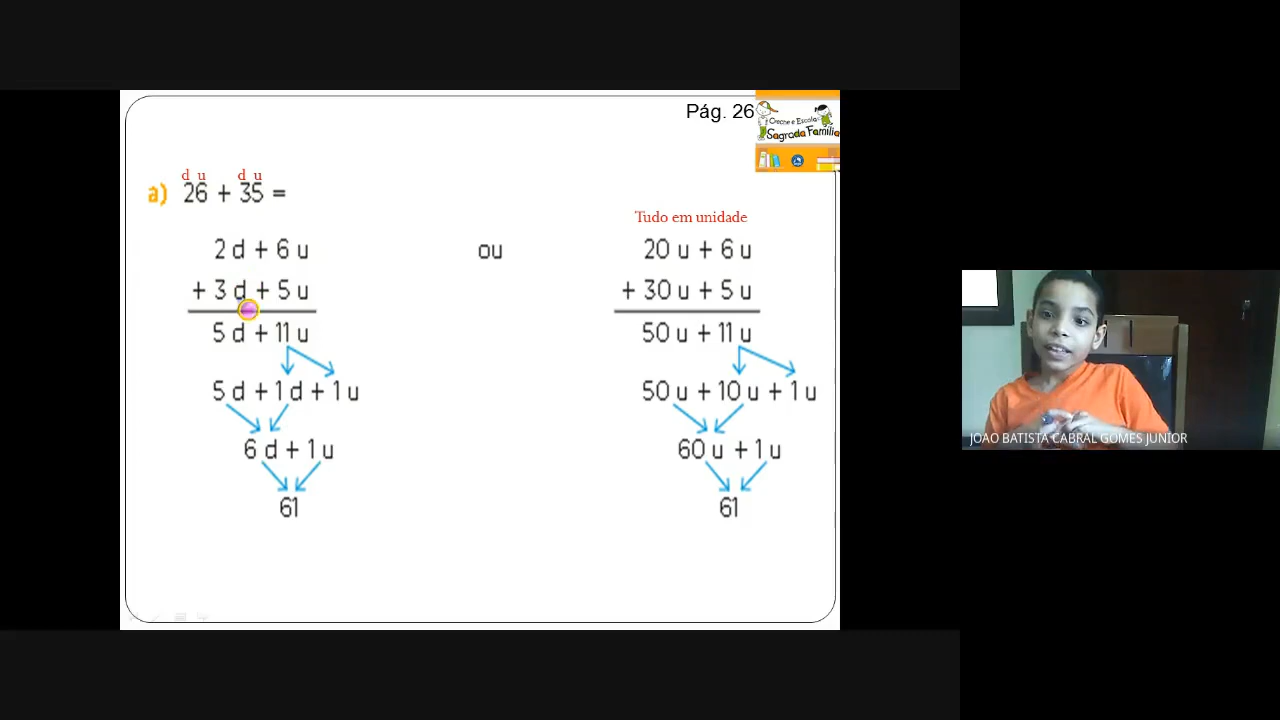 Pág. 26
Creche e Escola
Sagrada Família
d u d u
a) 26 + 35 =
Tudo em unidade
2 d + 6 u ou 20 u + 6 u
+ 3 d + 5 u + 30 u + 5 u
5 d + 11 u 50 u + 11 u
5 d + 1 d + 1 u 50 u + 10 u + 1 u
6 d + 1 u 60 u + 1 u
61 61
JOAO BATISTA CABRAL GOMES JUNIOR